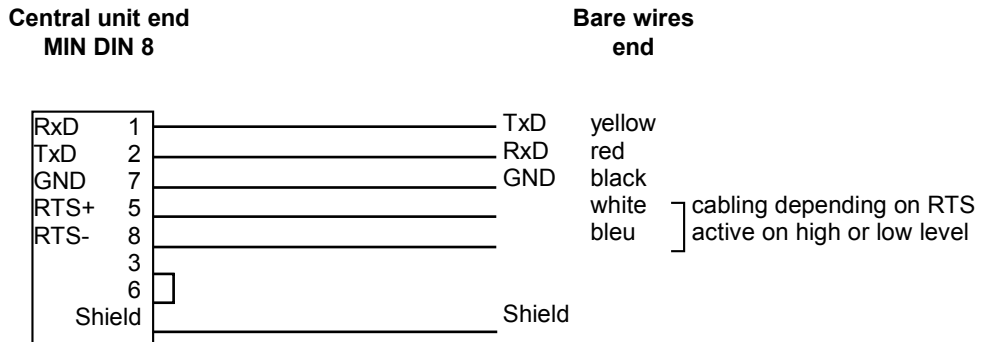 Central unit end Bare wires
MIN DIN 8 end
RxD 1 TxD yellow
TxD 2 RxD red
GND 7 GND black
RTS+ 5 white cabling depending on RTS
RTS- 8 bleu active on high or low level
3
6
Shield Shield